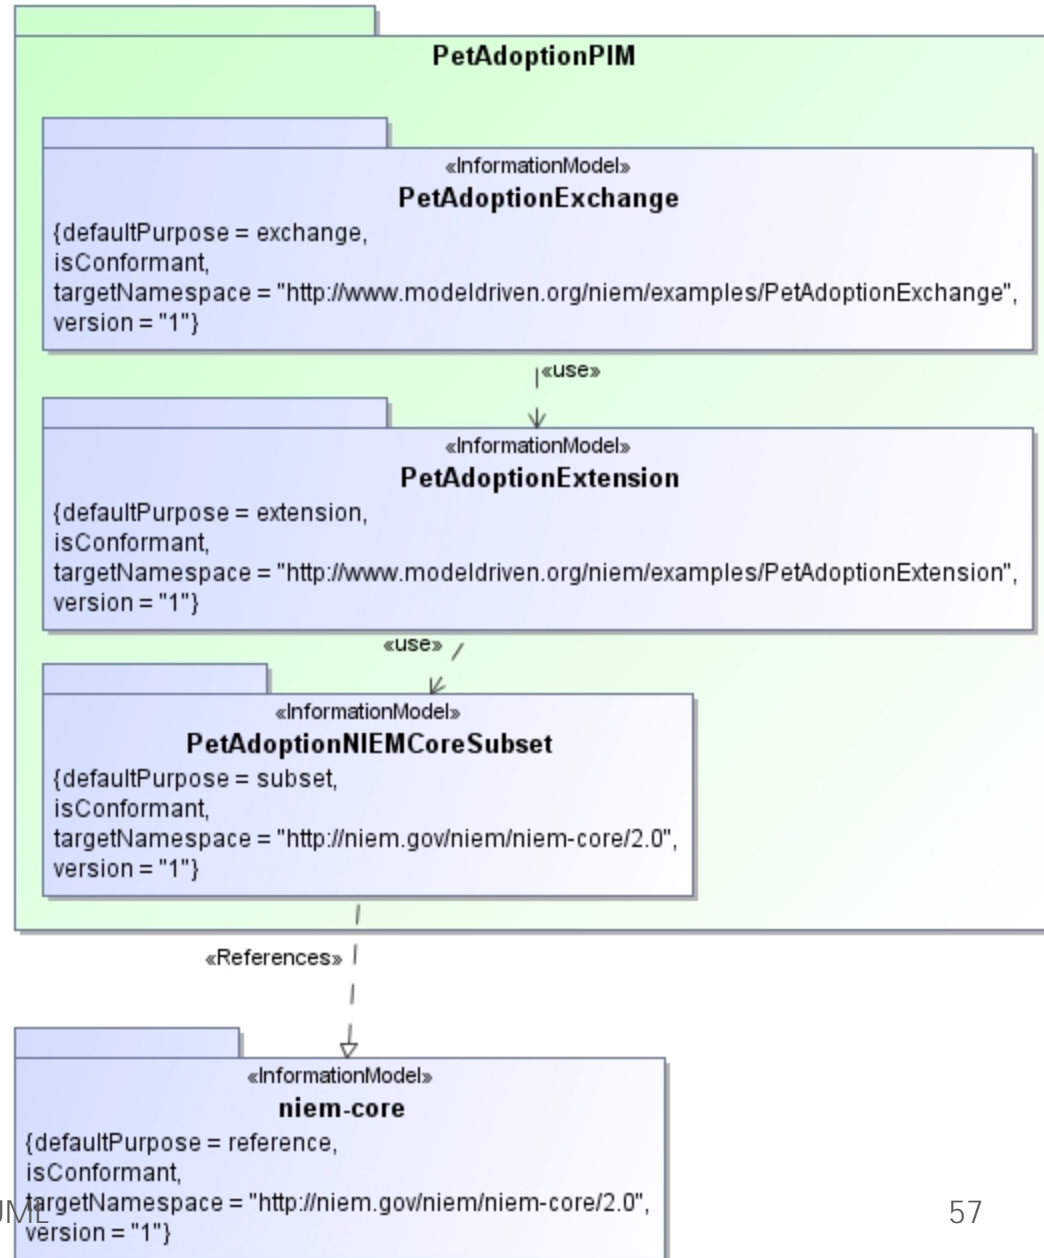 PetAdoptionPIM
«InformationModel»
PetAdoptionExchange
{defaultPurpose = exchange,
isConformant,
targetNamespace = "http://www.modeldriven.org/niem/examples/PetAdoptionExchange",
version = "1"}
«use»
«InformationModel»
PetAdoptionExtension
{defaultPurpose = extension,
isConformant,
targetNamespace = "http://www.modeldriven.org/niem/examples/PetAdoptionExtension",
version = "1"}
«use»
«InformationModel»
PetAdoptionNIEMCoreSubset
{defaultPurpose = subset,
isConformant,
targetNamespace = "http://niem.gov/niem/niem-core/2.0",
version = "1"}
«References»
«InformationModel»
niem-core
{defaultPurpose = reference,
isConformant,
targetNamespace = "http://niem.gov/niem/niem-core/2.0",
version = "1"}
UML
57